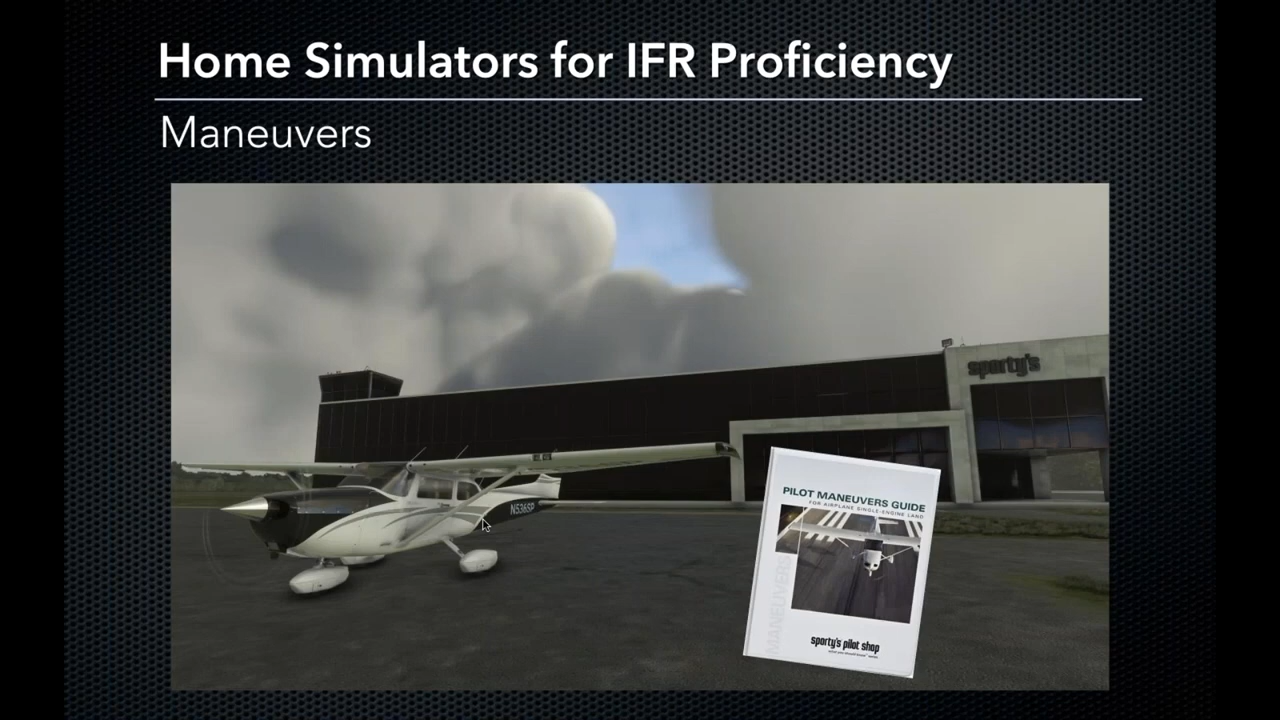 Home Simulators for IFR Proficiency
Maneuvers
sporty's
N536SP
PILOT MANEUVERS GUIDE
FOR AIRPLANE SINGLE-ENGINE LAND
MANEUVERS
sporty's pilot shop